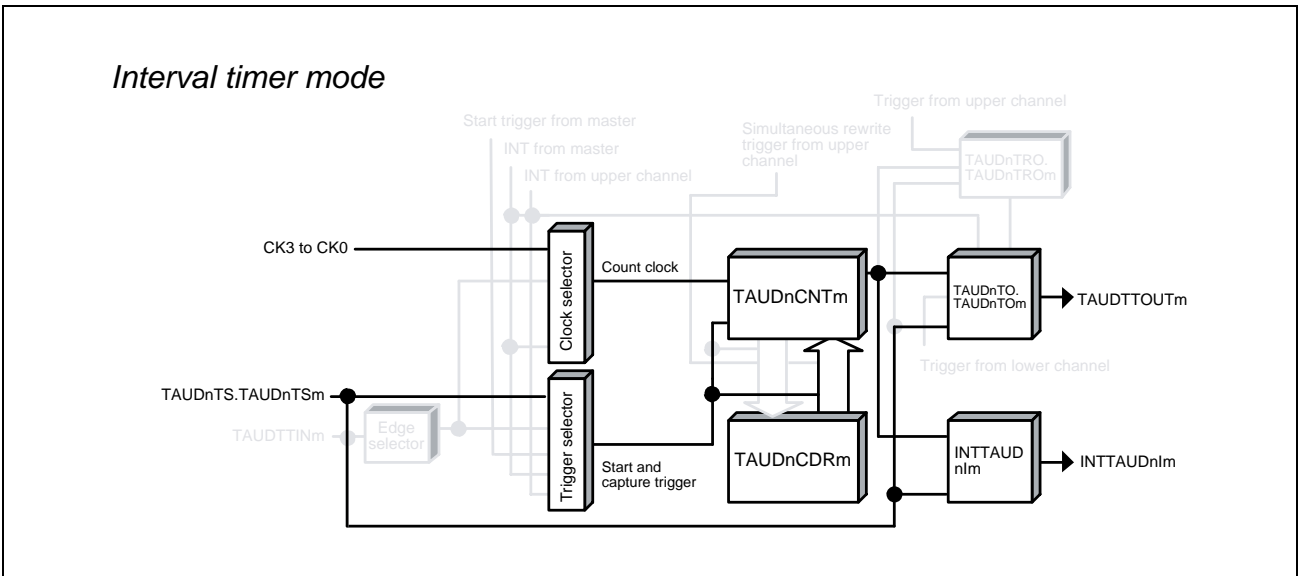 Interval timer mode
Trigger from upper channel
Start trigger from master
Simultaneous rewrite
trigger from upper
channel
INT from master
INT from upper channel
TAUDnTRO.
TAUDnTROm
CK3 to CK0
Clock selector
Count clock
TAUDnCNTm
TAUDnTO.
TAUDnTOm
TAUDTTOUTm
Trigger from lower channel
TAUDnTS.TAUDnTSm
TAUDTTINm
Edge
selector
Trigger selector
Start and
capture trigger
TAUDnCDRm
INTTAUD
nIm
INTTAUDnIm